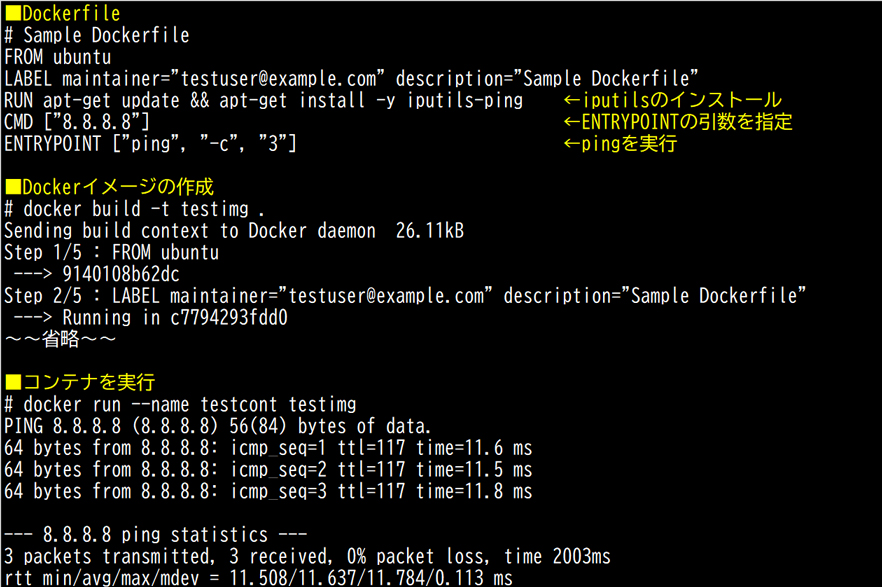 ■Dockerfile
# Sample Dockerfile
FROM ubuntu
LABEL maintainer="testuser@example.com" description="Sample Dockerfile"
RUN apt-get update && apt-get install -y iputils-ping ←iputilsのインストール
CMD ["8.8.8.8"] ←ENTRYPOINTの引数を指定
ENTRYPOINT ["ping", "-c", "3"] ←pingを実行
■Dockerイメージの作成
# docker build -t testimg .
Sending build context to Docker daemon 26.11kB
Step 1/5 : FROM ubuntu
---> 9140108b62dc
Step 2/5 : LABEL maintainer="testuser@example.com" description="Sample Dockerfile"
---> Running in c7794293fdd0
～～省略～～
■コンテナを実行
# docker run --name testcont testimg
PING 8.8.8.8 (8.8.8.8) 56(84) bytes of data.
64 bytes from 8.8.8.8: icmp_seq=1 ttl=117 time=11.6 ms
64 bytes from 8.8.8.8: icmp_seq=2 ttl=117 time=11.5 ms
64 bytes from 8.8.8.8: icmp_seq=3 ttl=117 time=11.8 ms
--- 8.8.8.8 ping statistics ---
3 packets transmitted, 3 received, 0% packet loss, time 2003ms
rtt min/avg/max/mdev = 11.508/11.637/11.784/0.113 ms